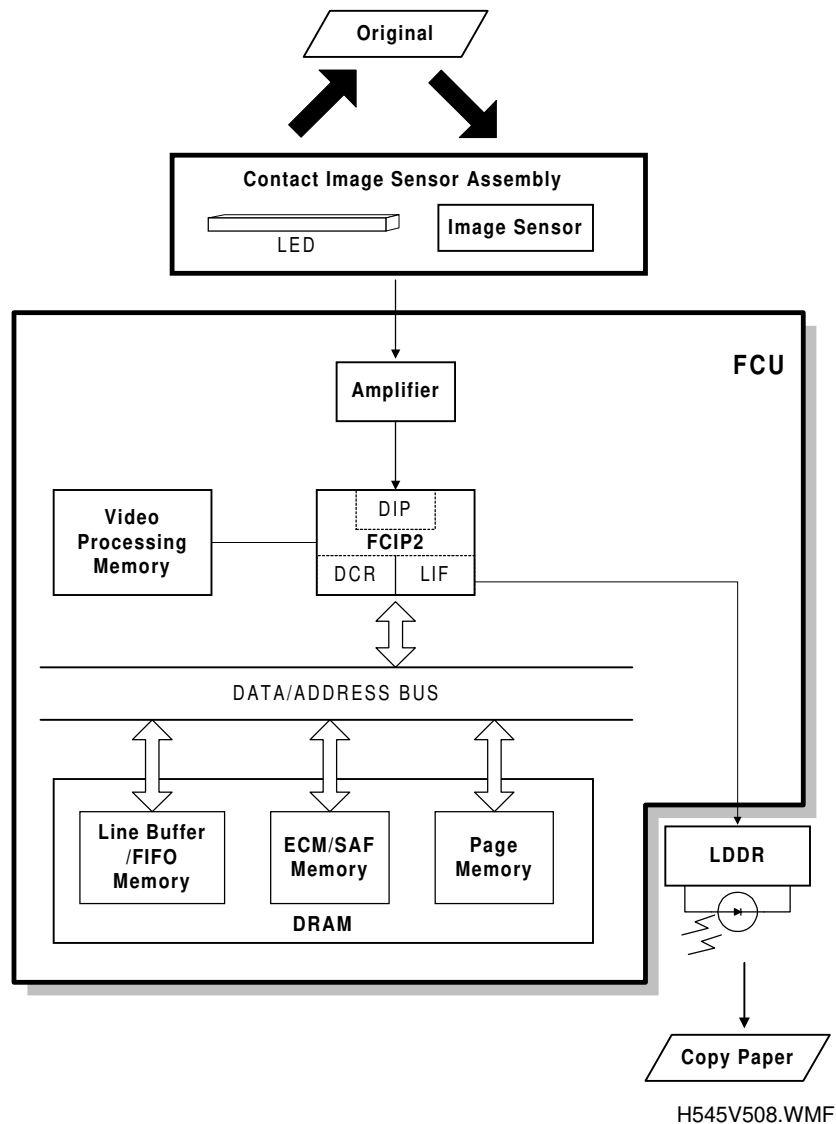 Original
Contact Image Sensor Assembly
LED
Image Sensor
FCU
Amplifier
Video
Processing
Memory
DIP
FCIP2
DCR
LIF
DATA/ADDRESS BUS
Line Buffer
/FIFO
Memory
ECM/SAF
Memory
Page
Memory
DRAM
LDDR
Copy Paper
H545V508.WMF